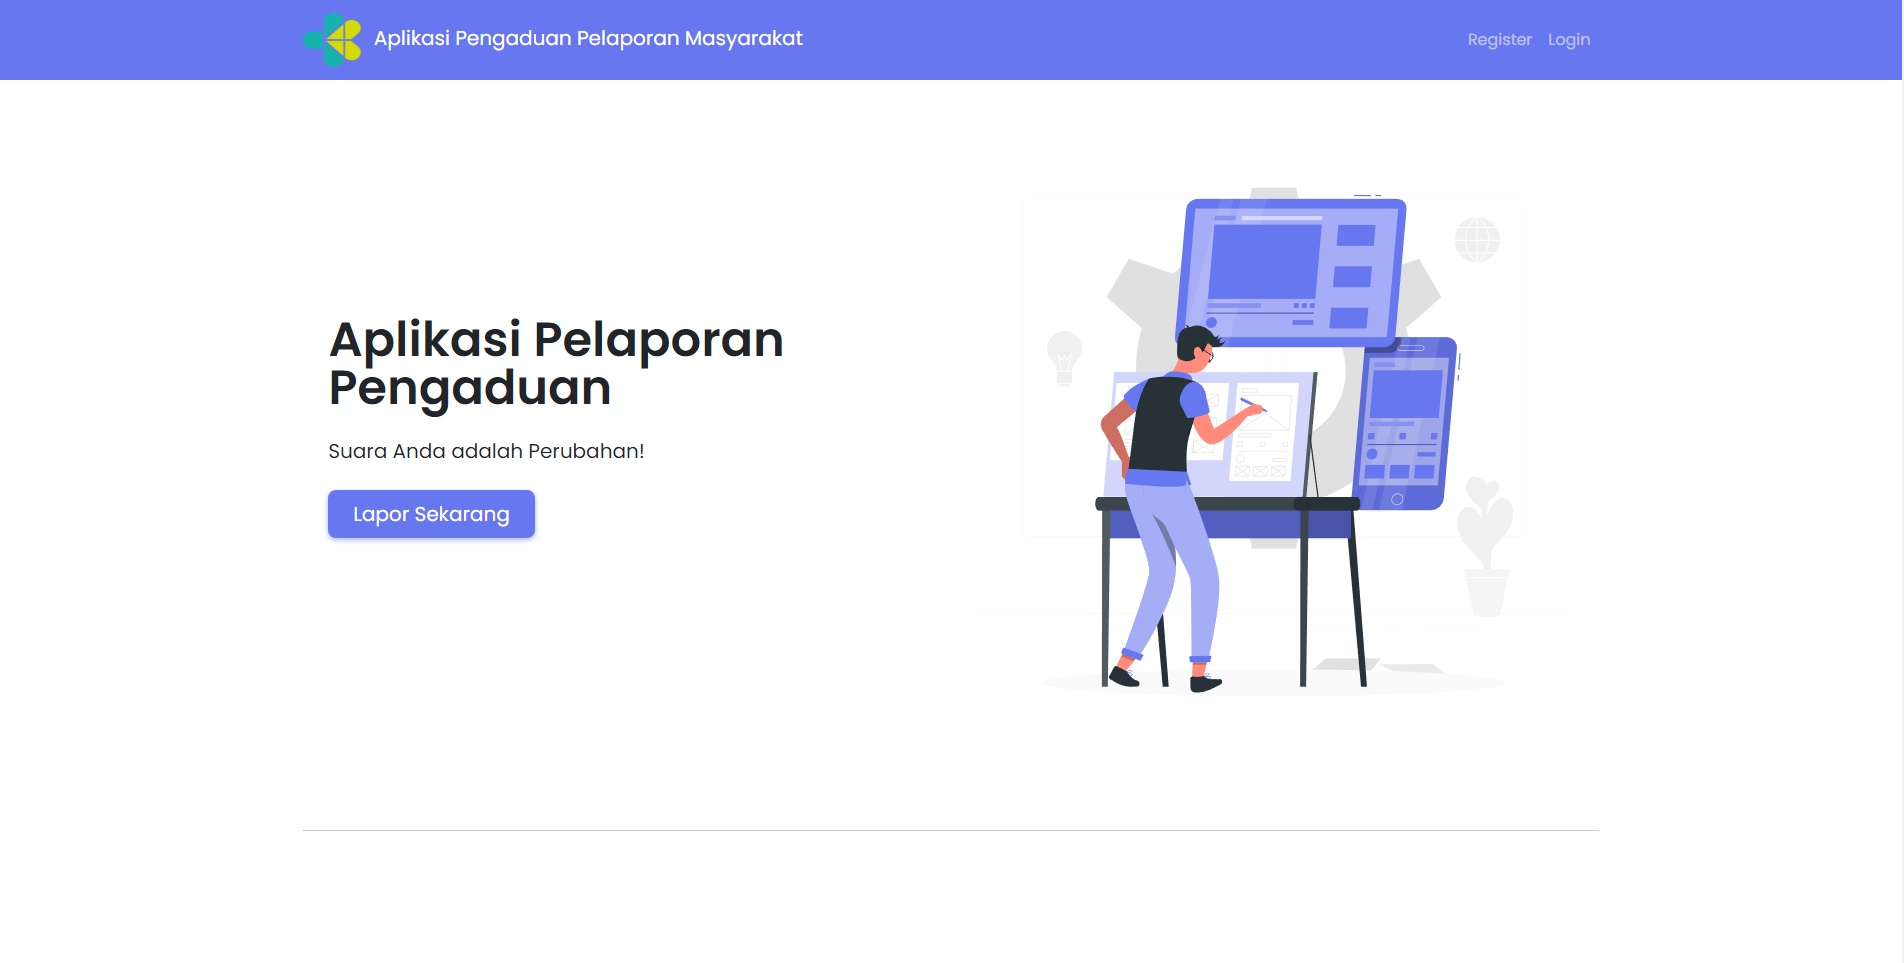 Aplikasi Pengaduan Pelaporan Masyarakat
Register
Login
Aplikasi Pelaporan
Pengaduan
Suara Anda adalah Perubahan!
Lapor Sekarang